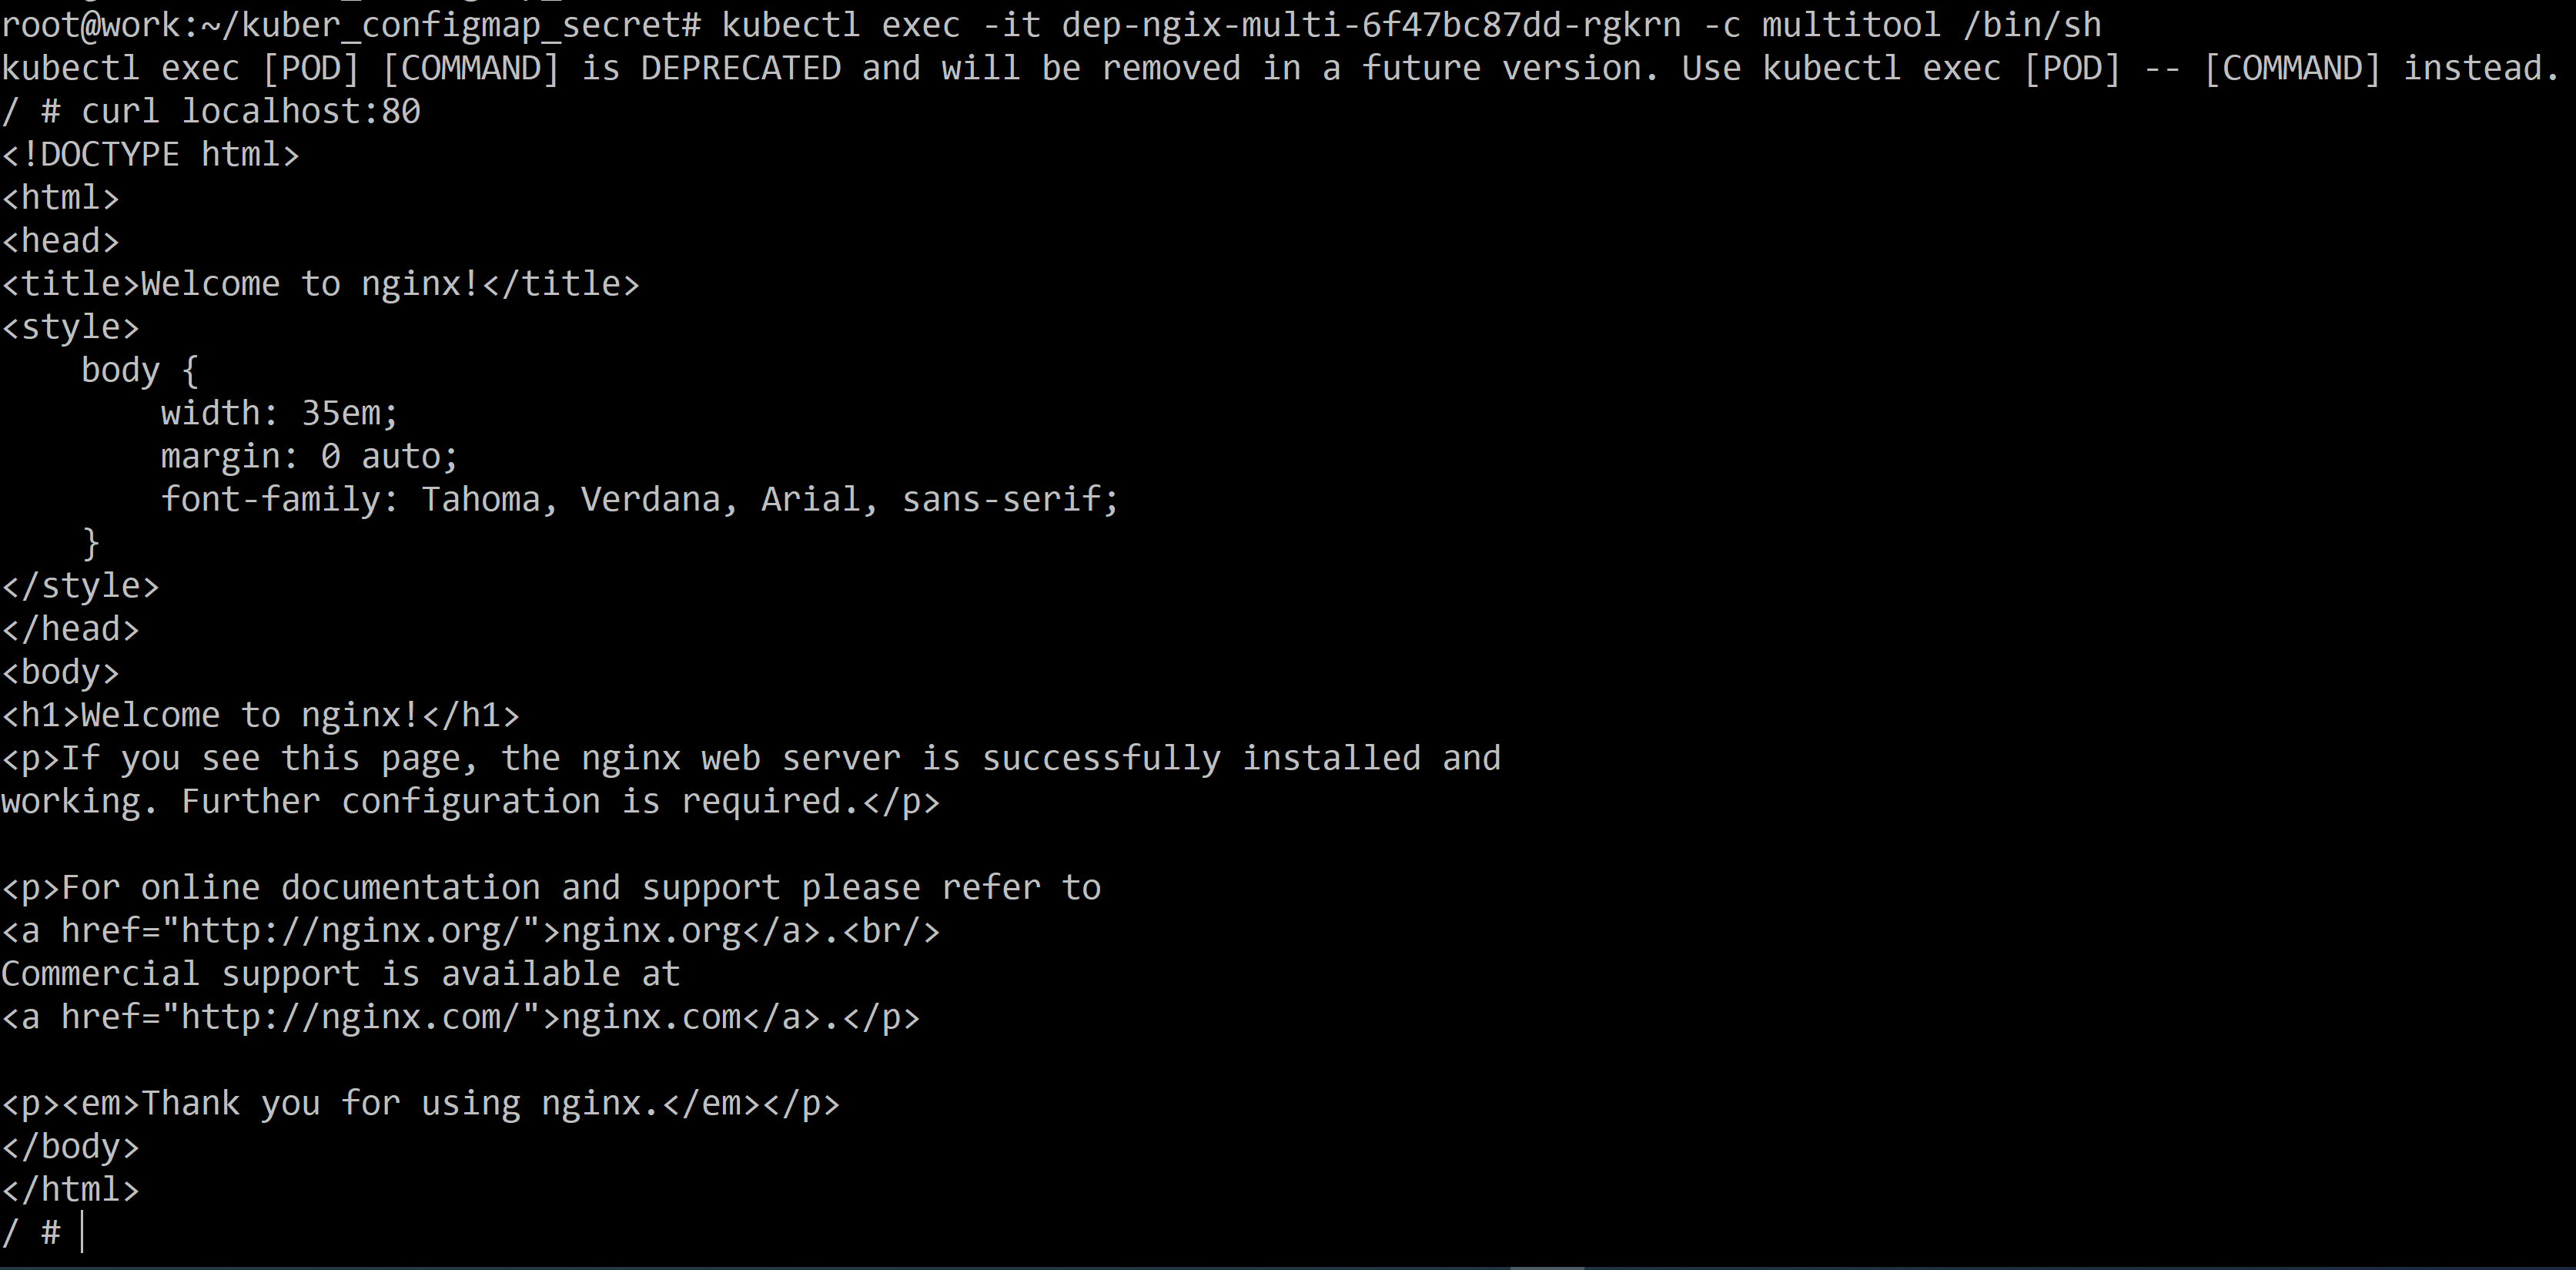 root@work:~/kuber_configmap_secret# kubectl exec -it dep-ngix-multi-6f47bc87dd-rgkrn -c multitool /bin/sh
kubectl exec [POD] [COMMAND] is DEPRECATED and will be removed in a future version. Use kubectl exec [POD] -- [COMMAND] instead.
/ # curl localhost:80
<!DOCTYPE html>
<html>
<head>
<title>Welcome to nginx!</title>
<style>
    body {
        width: 35em;
        margin: 0 auto;
        font-family: Tahoma, Verdana, Arial, sans-serif;
    }
</style>
</head>
<body>
<h1>Welcome to nginx!</h1>
<p>If you see this page, the nginx web server is successfully installed and
working. Further configuration is required.</p>

<p>For online documentation and support please refer to
<a href="http://nginx.org/">nginx.org</a>.<br/>
Commercial support is available at
<a href="http://nginx.com/">nginx.com</a>.</p>

<p><em>Thank you for using nginx.</em></p>
</body>
</html>
/ #